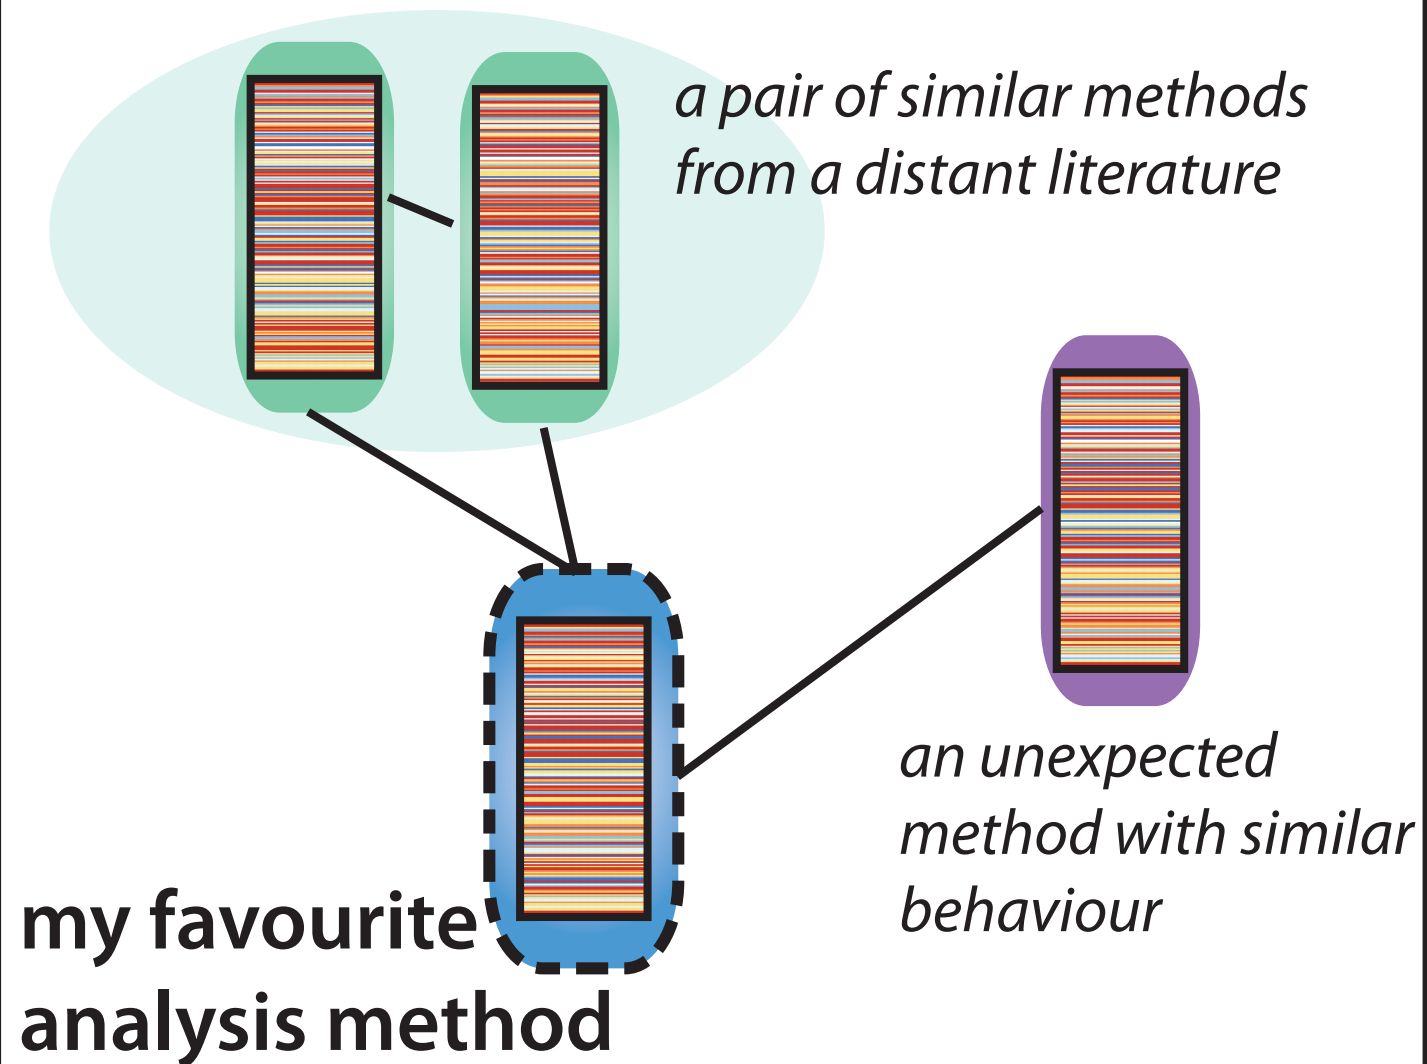 a pair of similar methods
from a distant literature
an unexpected
method with similar
behaviour
my favourite
analysis method